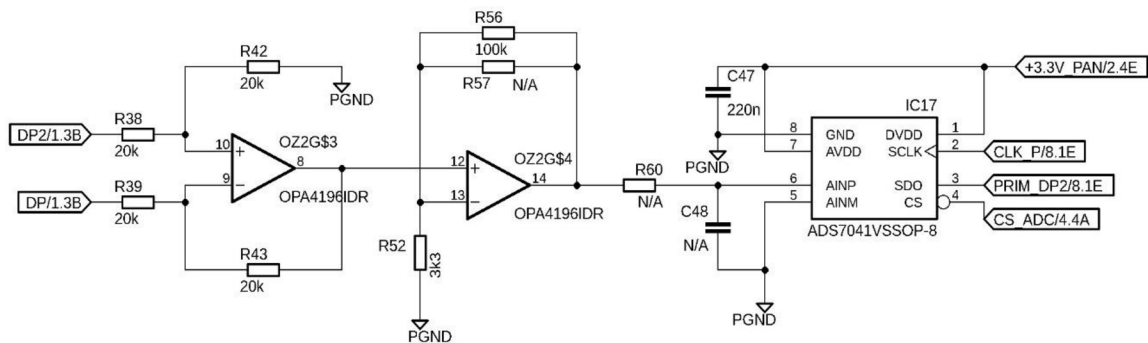 R56
100k
R57
N/A
R42
20k
PGND
DP2/1.3B
R38
20k
DP/1.3B
R39
20k
10
9
8
+
−
OZ2G$3
OPA4196IDR
R43
20k
12
13
14
+
−
OZ2G$4
OPA4196IDR
R52
3k3
PGND
R60
N/A
C48
N/A
PGND
C47
220n
PGND
IC17
8
7
6
5
GND
AVDD
AINP
AINM
DVDD
SCLK
SDO
CS
1
2
3
4
ADS7041VSSOP-8
+3.3V_PAN/2.4E
CLK_P/8.1E
PRIM_DP2/8.1E
CS_ADC/4.4A